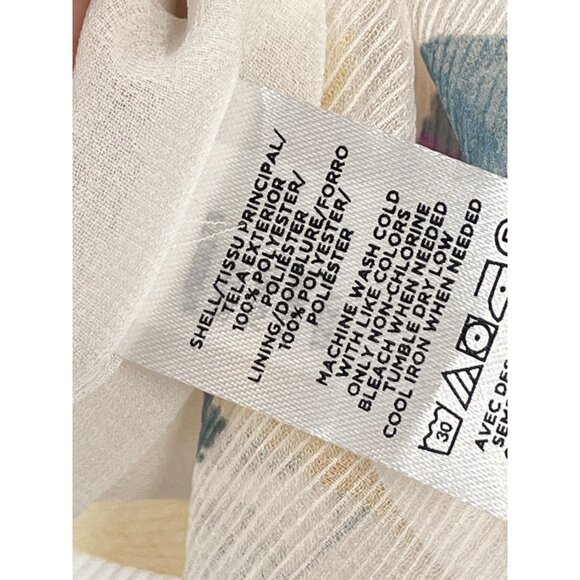 SHELL/TISSU PRINCIPAL/
TELA EXTERIOR
100% POLYESTER/
POLIESTER
LINING/DOUBLURE/FORRO
100% POLYESTER/
POLIESTER
MACHINE WASH COLD
WITH LIKE COLORS
ONLY NON-CHLORINE
BLEACH WHEN NEEDED
TUMBLE DRY LOW
COOL IRON WHEN NEEDED
30
AVEC DES